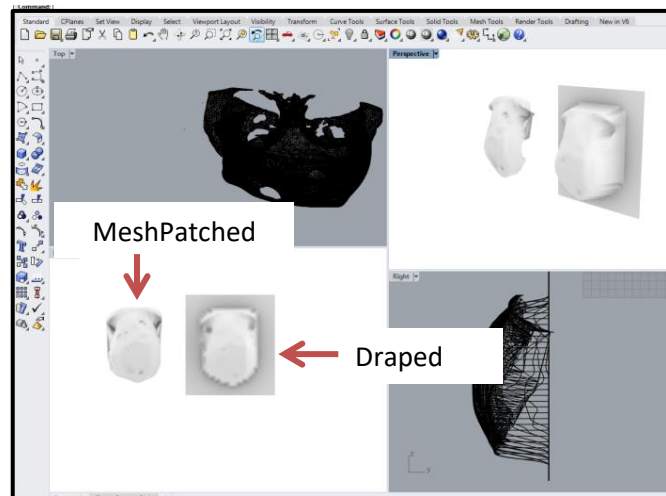 Command:
Standard CPlanes Set View Display Select Viewport Layout Visibility Transform Curve Tools Surface Tools Solid Tools Mesh Tools Render Tools Drafting New in V6
Top
Perspective
MeshPatched
Right
Draped
z
y